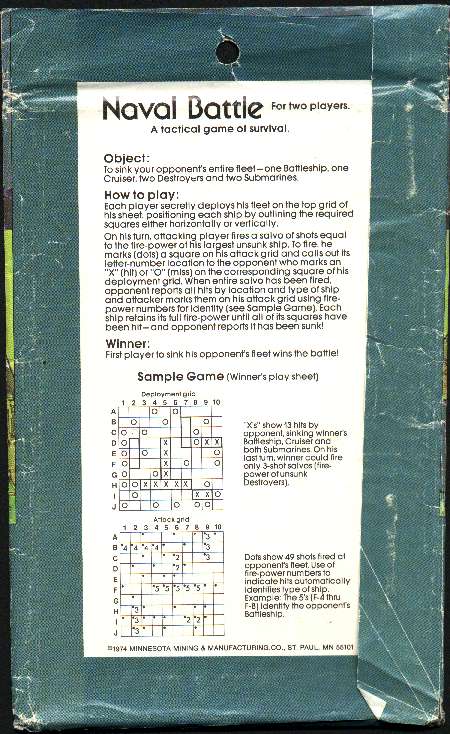 Naval Battle For two players.
A tactical game of survival.
Object:
To sink your opponent's entire fleet—one Battleship, one
Cruiser, two Destroyers and two Submarines.
How to play:
Each player secretly deploys his fleet on the top grid of
his sheet, positioning each ship by outlining the required
squares either horizontally or vertically.
On his turn, attacking player fires a salvo of shots equal
to the fire-power of his largest unsunk ship. To fire, he
marks (dots) a square on his attack grid and calls out its
letter-number location to the opponent who marks an
"X" (hit) or "O" (miss) on the corresponding square of his
deployment grid. When entire salvo has been fired,
opponent reports all hits by location and type of ship
and attacker marks them on his attack grid using fire-
power numbers for identity (see Sample Game). Each
ship retains its full fire-power until all of its squares have
been hit—and opponent reports it has been sunk!
Winner:
First player to sink his opponent's fleet wins the battle!
Sample Game (Winner's play sheet)
Deployment grid
1 2 3 4 5 6 7 8 9 10
A
B
C
D
E
F
G
H
I
J
"X's" show 13 hits by
opponent, sinking winner's
Battleship, Cruiser and
both Submarines. On his
last turn, winner could fire
only 3-shot salvos (fire-
power of unsunk
Destroyers).
Attack grid
1 2 3 4 5 6 7 8 9 10
A
B
C
D
E
F
G
H
I
J
Dots show 49 shots fired at
opponent's fleet. Use of
fire-power numbers to
indicate hits automatically
identifies type of ship.
Example: The 5's (F-4 thru
F-8) identify the opponent's
Battleship.
©1974 MINNESOTA MINING & MANUFACTURING CO., ST. PAUL, MN 55101